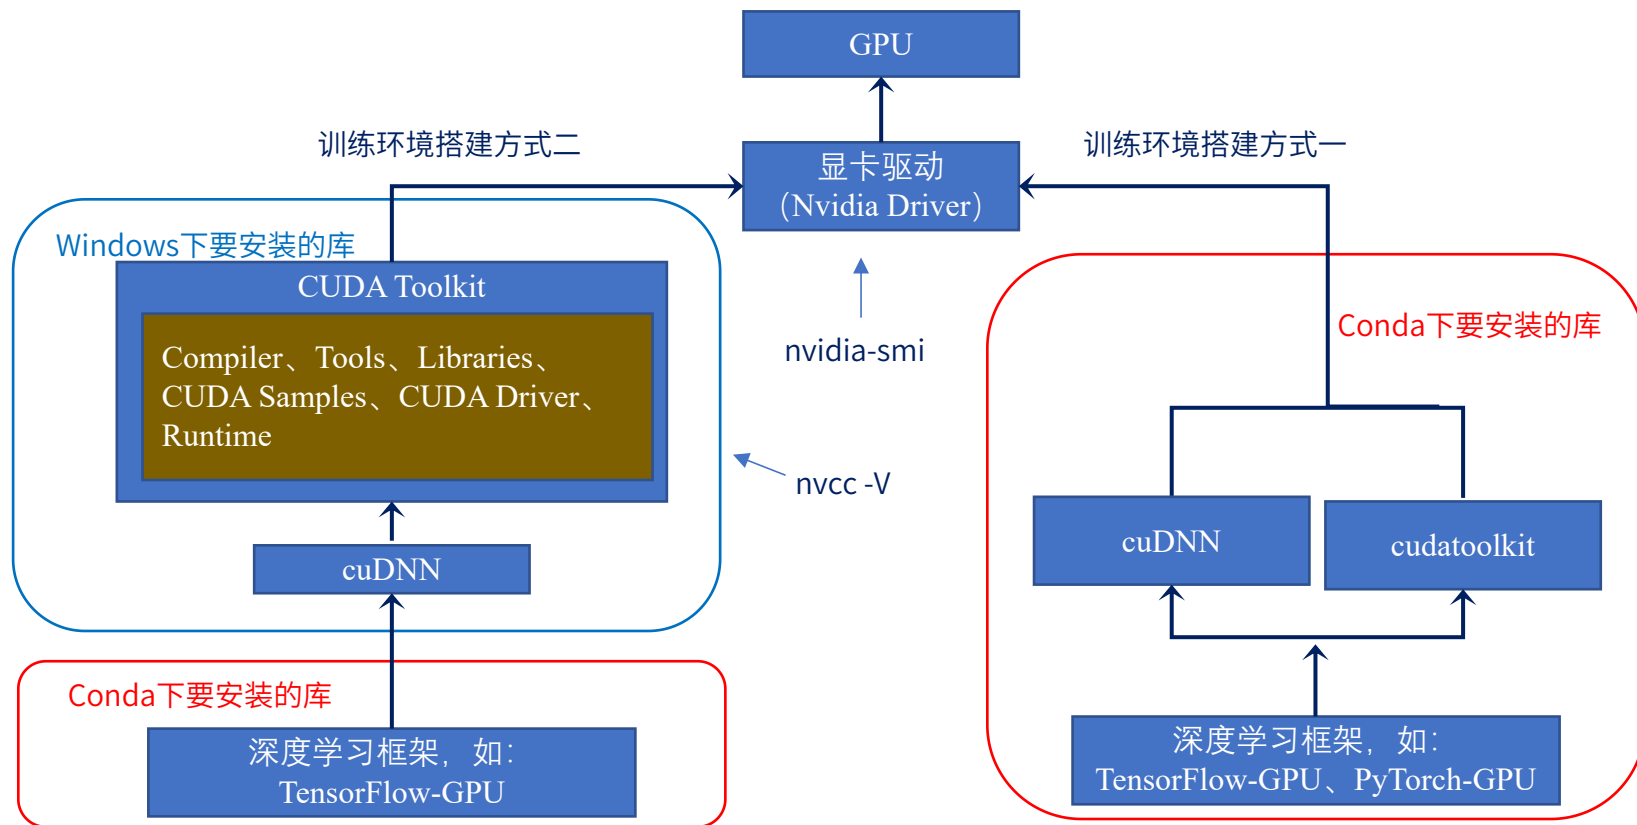 GPU
训练环境搭建方式二
训练环境搭建方式一
显卡驱动
（Nvidia Driver）
Windows下要安装的库
CUDA Toolkit
Compiler、Tools、Libraries、
CUDA Samples、CUDA Driver、
Runtime
nvidia-smi
nvcc -V
cuDNN
Conda下要安装的库
深度学习框架，如：
TensorFlow-GPU
Conda下要安装的库
cuDNN
cudatoolkit
深度学习框架，如：
TensorFlow-GPU、PyTorch-GPU